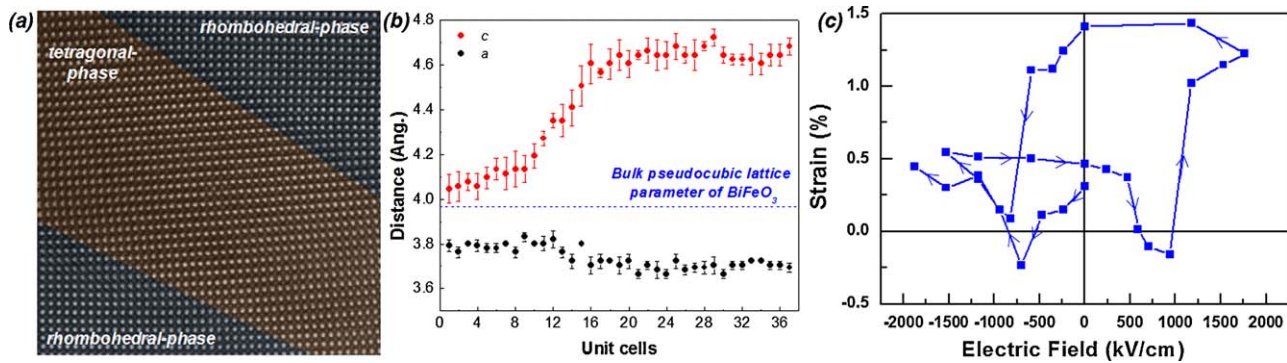 (a)
rhombohedral-phase
tetragonal-
phase
rhombohedral-phase
(b)
4.8
4.6
4.4
4.2
4.0
3.8
3.6
Distance (Ang.)
c
a
Bulk pseudocubic lattice
parameter of BiFeO3
0 4 8 12 16 20 24 28 32 36
Unit cells
(c)
1.5
1.0
0.5
0.0
-0.5
Strain (%)
-2000 -1500 -1000 -500 0 500 1000 1500 2000
Electric Field (kV/cm)